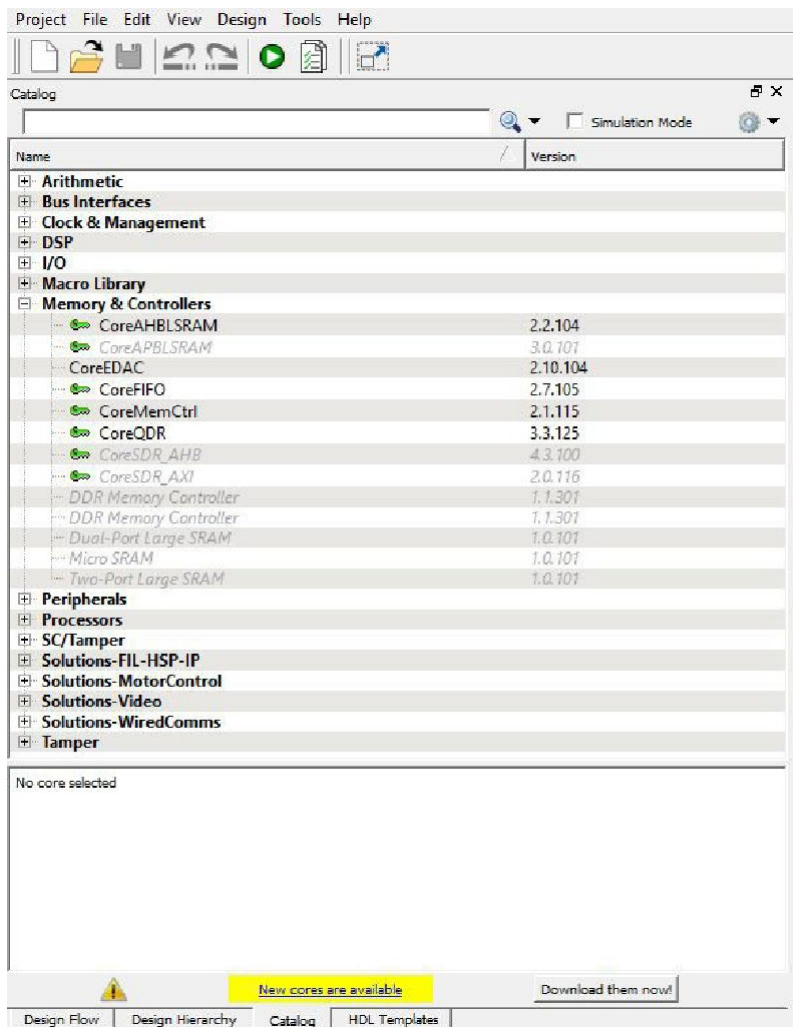 Project File Edit View Design Tools Help
Catalog
Simulation Mode
Name Version
Arithmetic
Bus Interfaces
Clock & Management
DSP
I/O
Macro Library
Memory & Controllers
CoreAHBLSRAM 2.2.104
CoreAPBLSRAM 3.0.101
CoreEDAC 2.10.104
CoreFIFO 2.7.105
CoreMemCtrl 2.1.115
CoreQDR 3.3.125
CoreSDR_AHB 4.3.100
CoreSDR_AXI 2.0.116
DDR Memory Controller 1.1.301
DDR Memory Controller 1.1.301
Dual-Port Large SRAM 1.0.101
Micro SRAM 1.0.101
Two-Port Large SRAM 1.0.101
Peripherals
Processors
SC/Tamper
Solutions-FIL-HSP-IP
Solutions-MotorControl
Solutions-Video
Solutions-WiredComms
Tamper
No core selected
New cores are available Download them now!
Design Flow Design Hierarchy Catalog HDL Templates